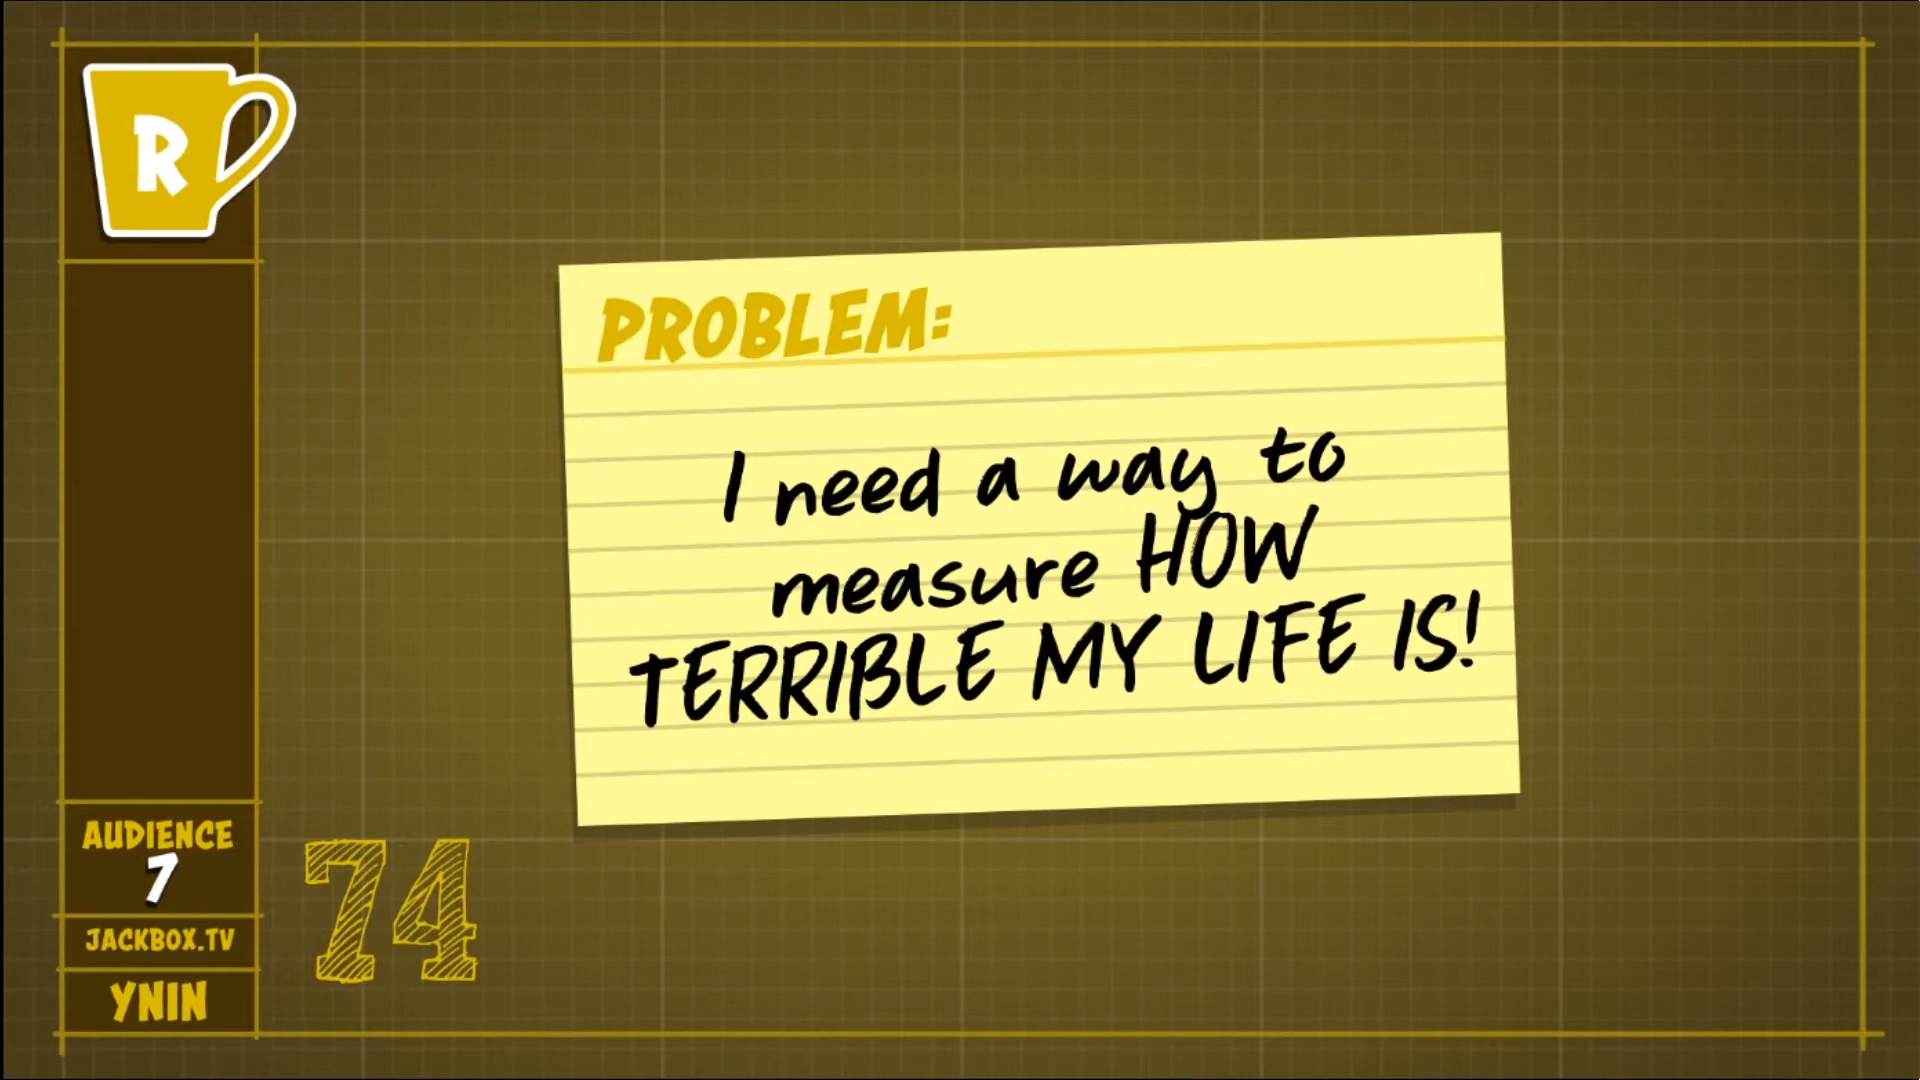 R
PROBLEM:
I need a way to
measure HOW
TERRIBLE MY LIFE IS!
AUDIENCE
7
JACKBOX.TV
YNIN
74